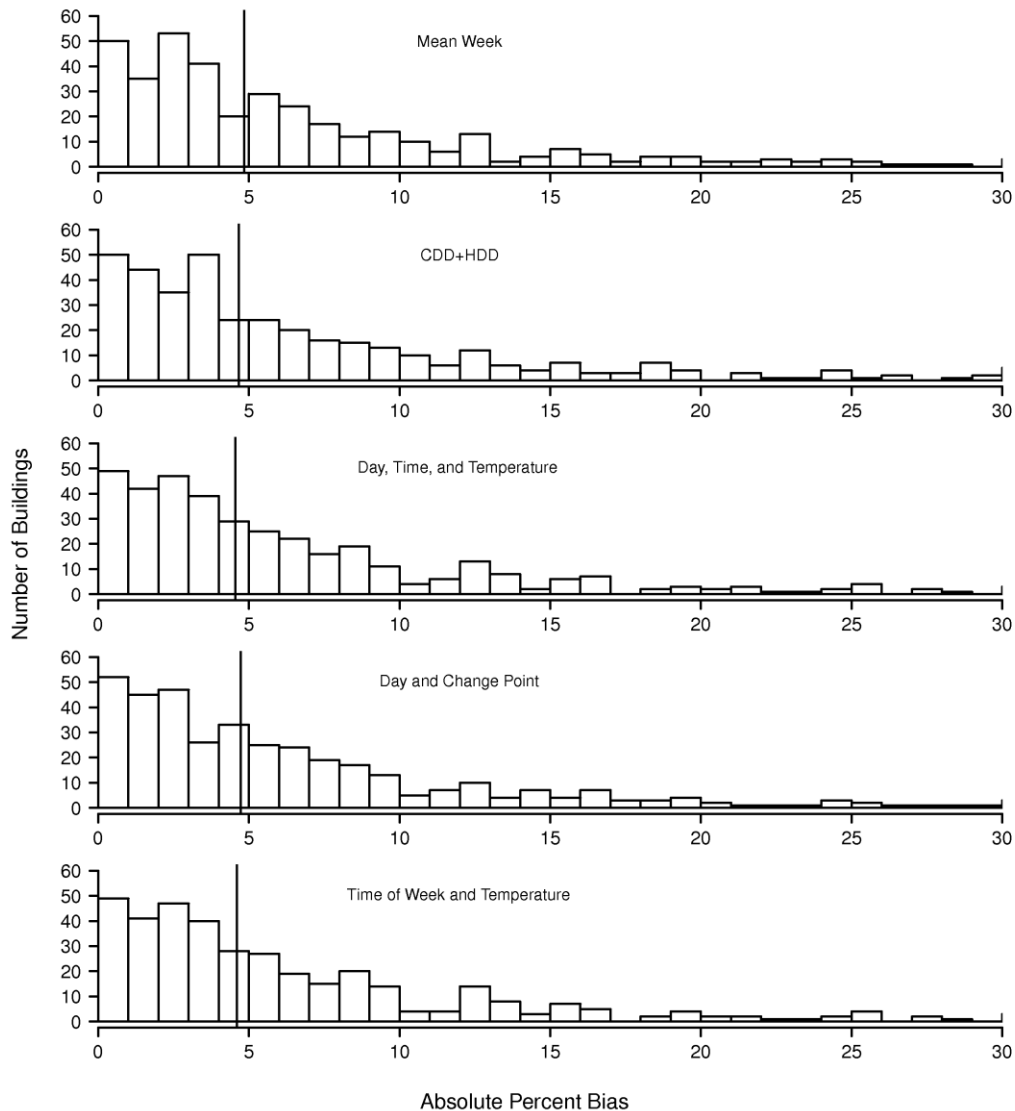 Number of Buildings
60
50
40
30
20
10
0
Mean Week
0 5 10 15 20 25 30
60
50
40
30
20
10
0
CDD+HDD
0 5 10 15 20 25 30
60
50
40
30
20
10
0
Day, Time, and Temperature
0 5 10 15 20 25 30
60
50
40
30
20
10
0
Day and Change Point
0 5 10 15 20 25 30
60
50
40
30
20
10
0
Time of Week and Temperature
0 5 10 15 20 25 30
Absolute Percent Bias